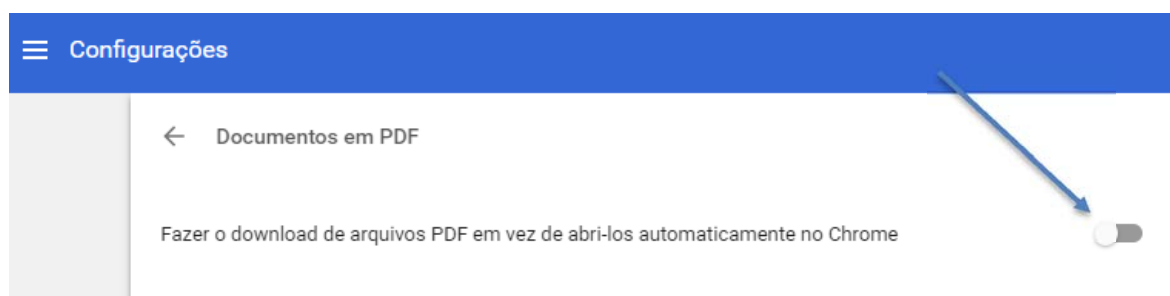 Configurações
Documentos em PDF
Fazer o download de arquivos PDF em vez de abri-los automaticamente no Chrome